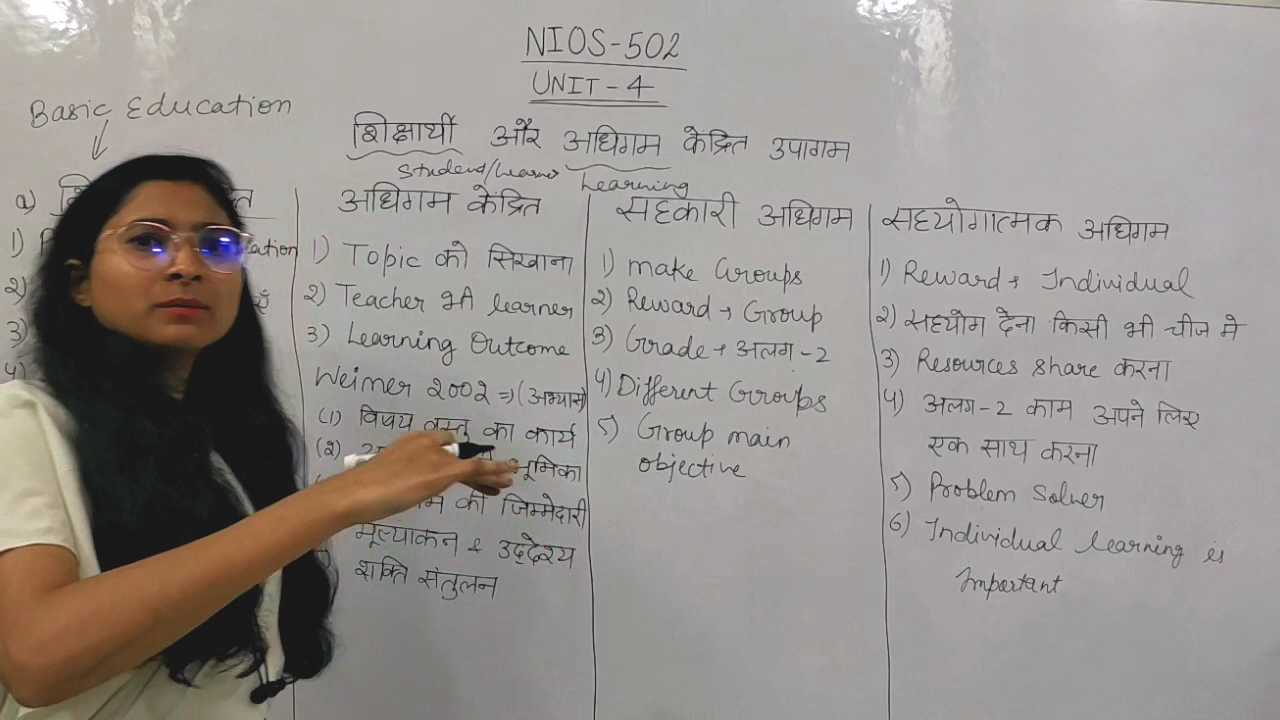 NIOS-502
UNIT-4
Basic Education
शिक्षार्थी और अधिगम केंद्रित उपागम
Student/Learner Learning
a)
1)
2)
3)
4)
अधिगम केंद्रित
1) Topic को सिखाना
2) Teacher भी learner
3) Learning Outcome
Weimer 2002 => (अभ्यास)
(1) विषय वस्तु का कार्य
(2) भूमिका
की जिम्मेदारी
मूल्यांकन & उद्देश्य
शक्ति संतुलन
सहकारी अधिगम
1) make Groups
2) Reward → Group
3) Grade → अलग-2
4) Different Groups
5) Group main
objective
सहयोगात्मक अधिगम
1) Reward → Individual
2) सहयोग देना किसी भी चीज मे
3) Resources share करना
4) अलग-2 काम अपने लिए
एक साथ करना
5) Problem Solver
6) Individual learning is
Important